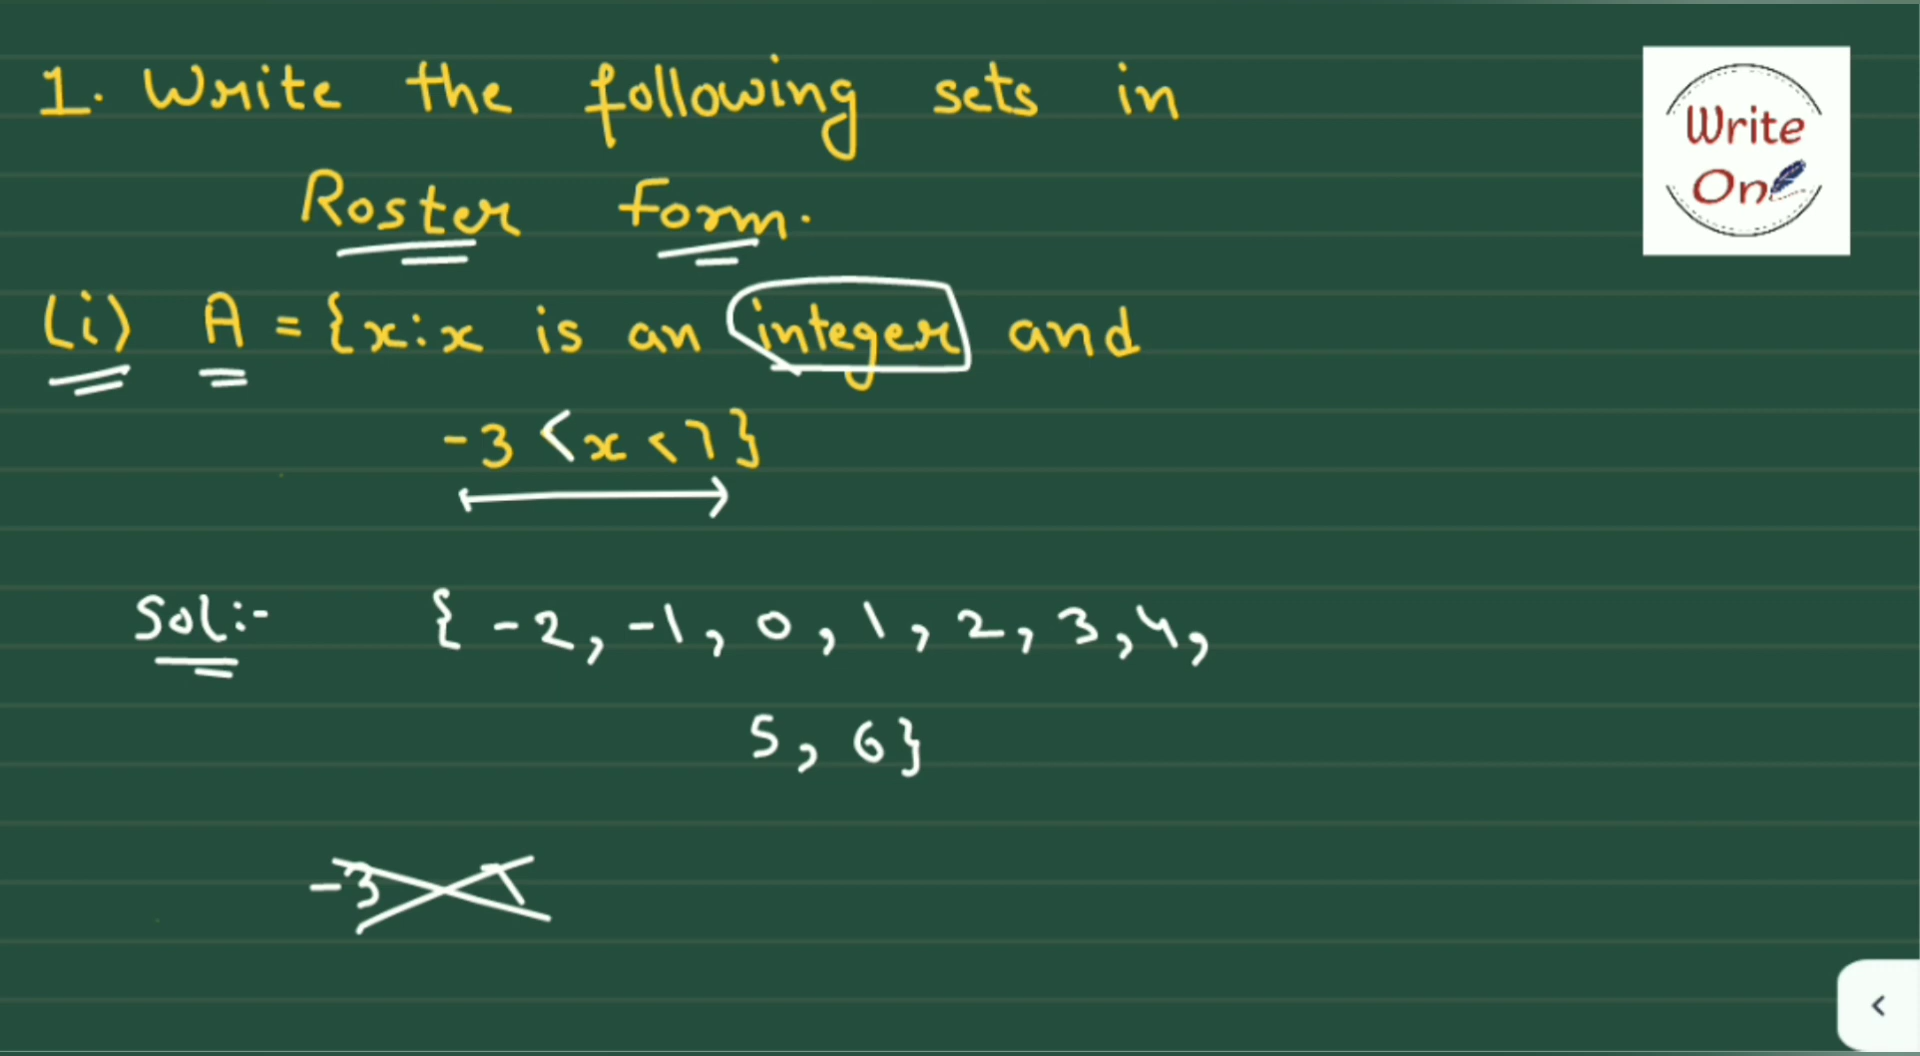 1. Write the following sets in
Roster form.
(i) A = {x:x is an integer and
-3 < x < 7}
Sol:- { -2, -1, 0, 1, 2, 3, 4,
5, 6}
-3 7
Write
On